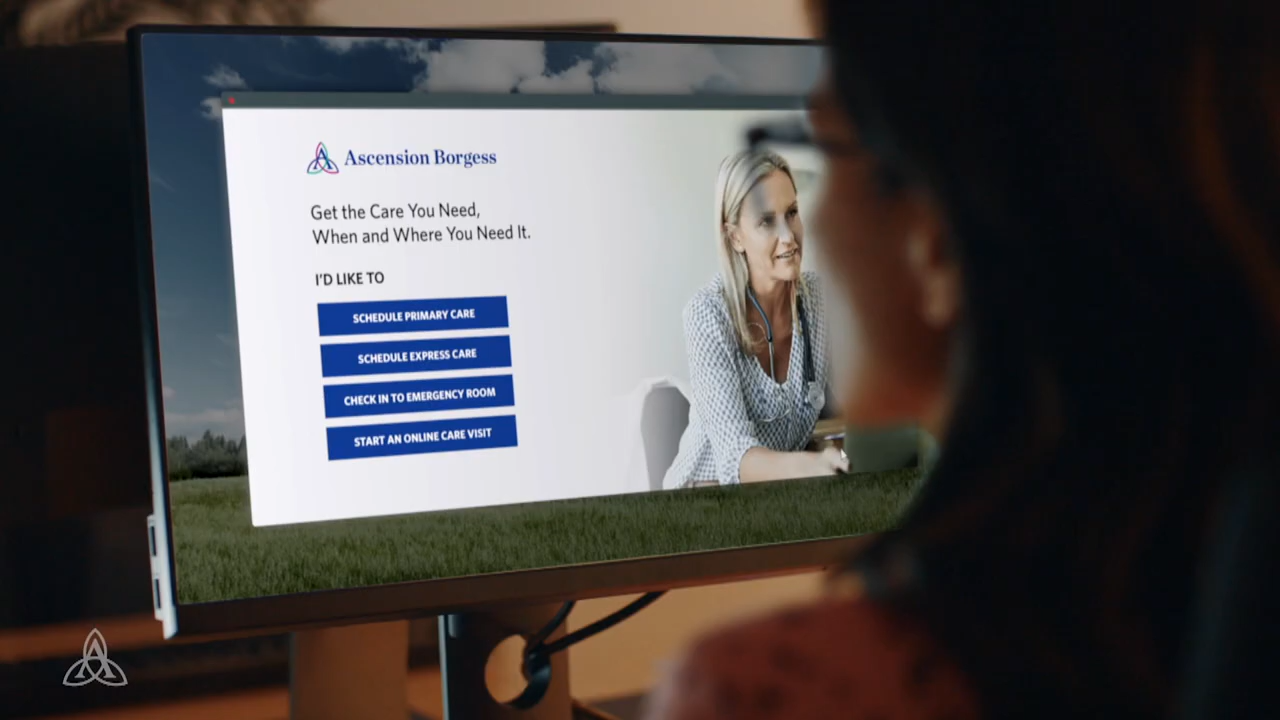 Ascension Borgess
Get the Care You Need,
When and Where You Need It.
I'D LIKE TO
SCHEDULE PRIMARY CARE
SCHEDULE EXPRESS CARE
CHECK IN TO EMERGENCY ROOM
START AN ONLINE CARE VISIT